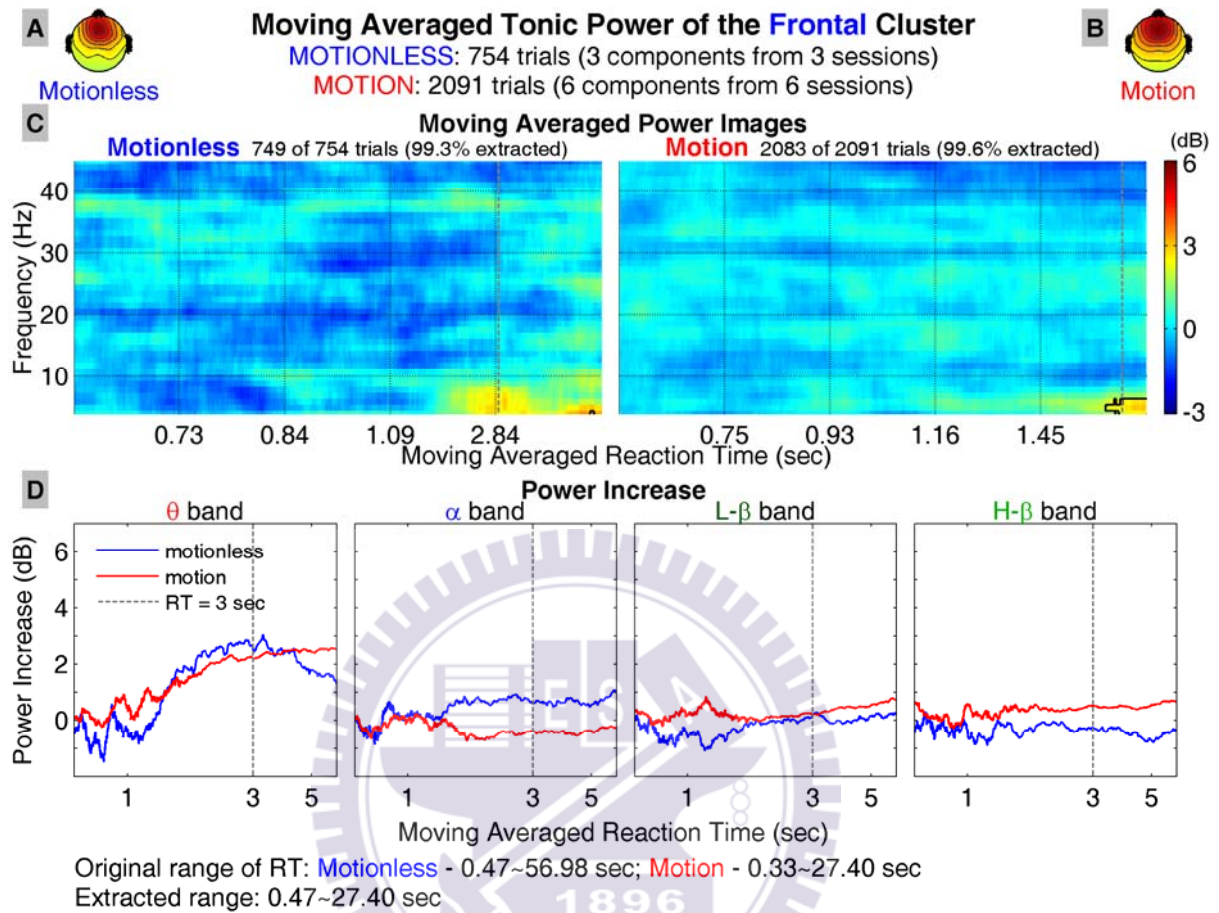 A
Moving Averaged Tonic Power of the Frontal Cluster
B
MOTIONLESS: 754 trials (3 components from 3 sessions)
MOTION: 2091 trials (6 components from 6 sessions)
Motionless
Motion
C
Moving Averaged Power Images
Motionless 749 of 754 trials (99.3% extracted)
Motion 2083 of 2091 trials (99.6% extracted)
(dB)
6
3
0
-3
Frequency (Hz)
40
30
20
10
0.73 0.84 1.09 2.84
0.75 0.93 1.16 1.45
Moving Averaged Reaction Time (sec)
D
Power Increase
θ band
α band
L-β band
H-β band
Power Increase (dB)
6
4
2
0
motionless
motion
RT = 3 sec
1 3 5
1 3 5
1 3 5
1 3 5
Moving Averaged Reaction Time (sec)
Original range of RT: Motionless - 0.47~56.98 sec; Motion - 0.33~27.40 sec
Extracted range: 0.47~27.40 sec
1896